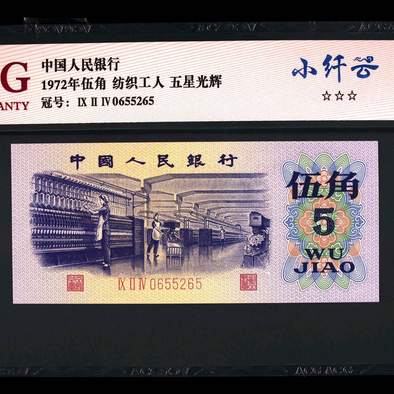 G
ANTY
中国人民银行
1972年伍角 纺织工人 五星光辉
冠号: Ⅸ Ⅱ Ⅳ 0655265
小纤云
☆☆☆
中國人民銀行
伍角
5
WU
JIAO
Ⅸ Ⅱ Ⅳ 0655265